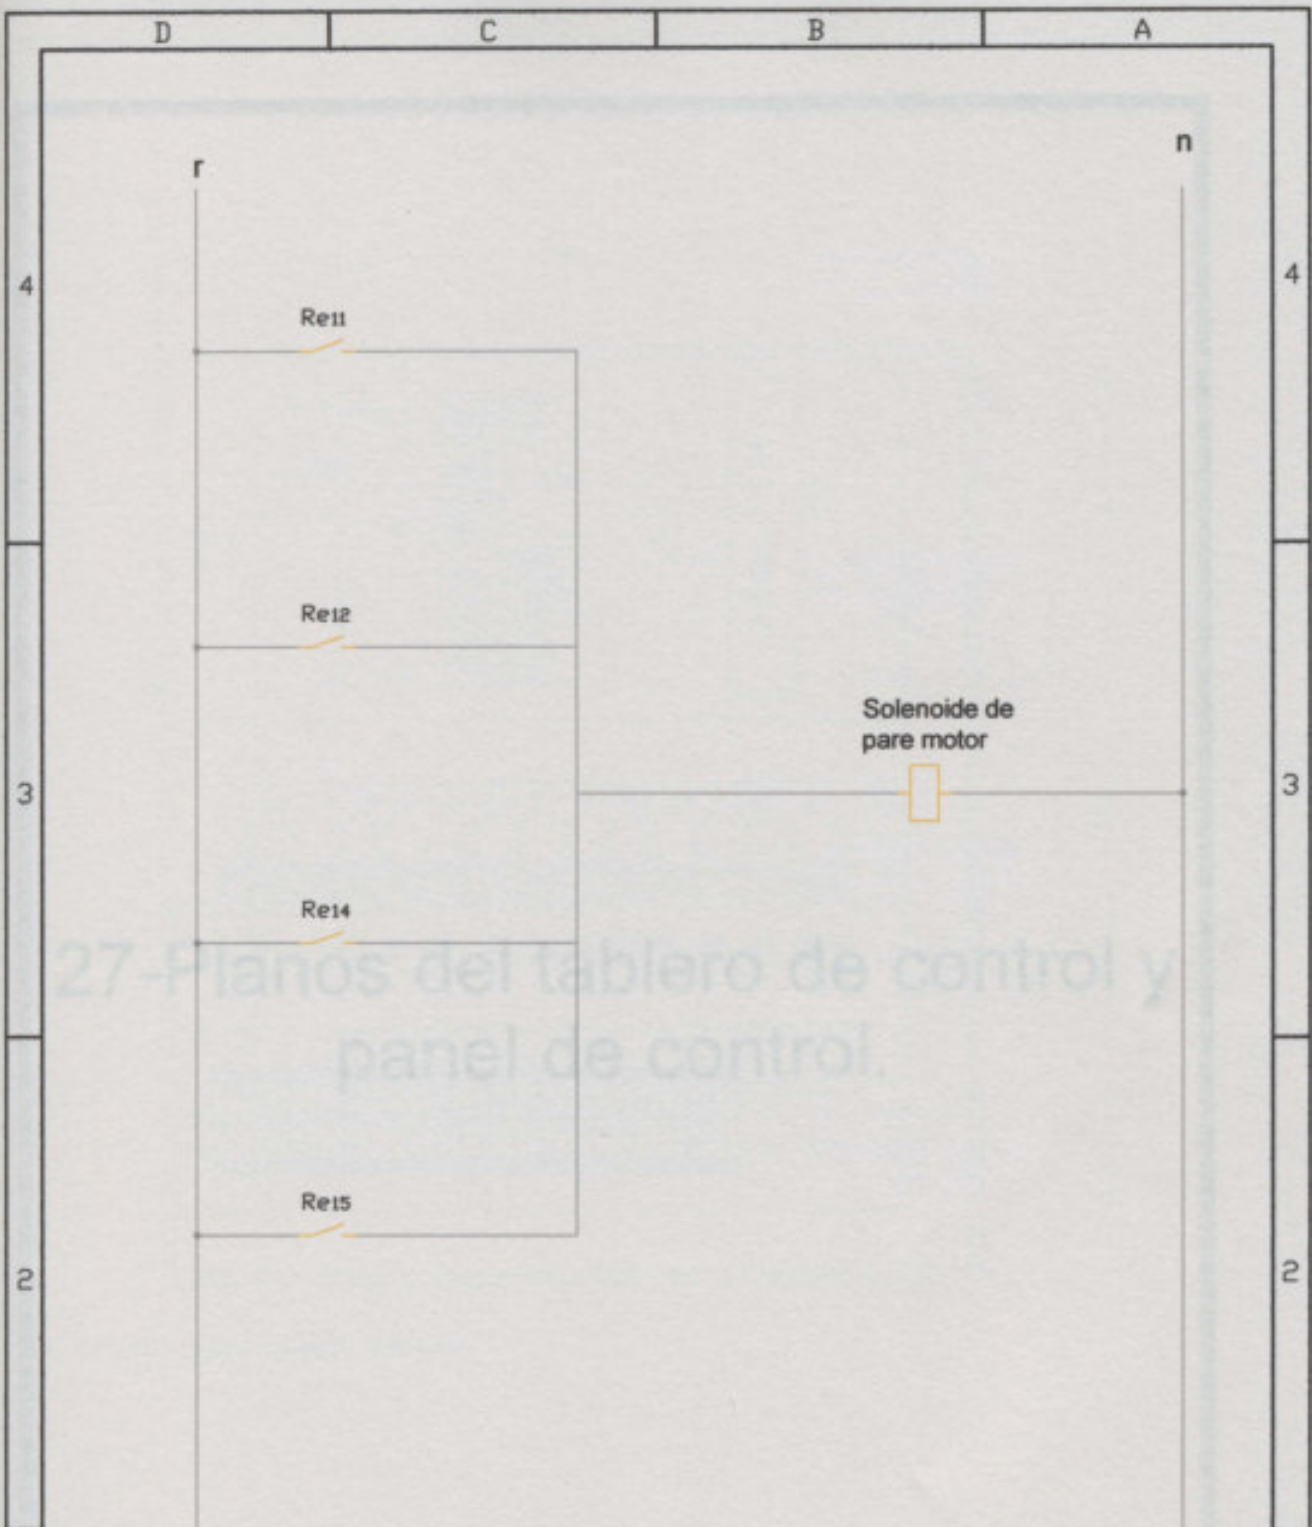 D C B A
r
n
4 4
Re11
Re12
Solenoide de
pare motor
3 3
Re14
27-Planos del tablero de control y
panel de control.
Re15
2 2